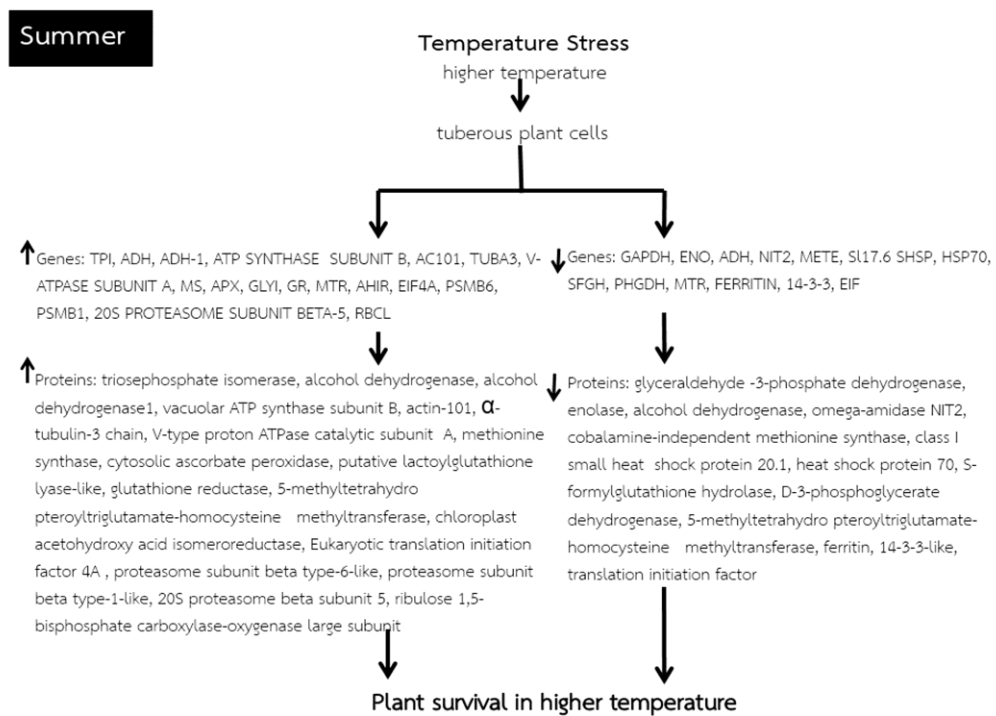 Summer
Temperature Stress
higher temperature
tuberous plant cells
Genes: TPI, ADH, ADH-1, ATP SYNTHASE SUBUNIT B, AC101, TUBA3, V-
ATPASE SUBUNIT A, MS, APX, GLYI, GR, MTR, AHIR, EIF4A, PSMB6,
PSMB1, 20S PROTEASOME SUBUNIT BETA-5, RBCL
Genes: GAPDH, ENO, ADH, NIT2, METE, Sl17.6 SHSP, HSP70,
SFGH, PHGDH, MTR, FERRITIN, 14-3-3, EIF
Proteins: triosephosphate isomerase, alcohol dehydrogenase, alcohol
dehydrogenase1, vacuolar ATP synthase subunit B, actin-101, α-
tubulin-3 chain, V-type proton ATPase catalytic subunit A, methionine
synthase, cytosolic ascorbate peroxidase, putative lactoylglutathione
lyase-like, glutathione reductase, 5-methyltetrahydro
pteroyltriglutamate-homocysteine methyltransferase, chloroplast
acetohydroxy acid isomeroreductase, Eukaryotic translation initiation
factor 4A , proteasome subunit beta type-6-like, proteasome subunit
beta type-1-like, 20S proteasome beta subunit 5, ribulose 1,5-
bisphosphate carboxylase-oxygenase large subunit
Proteins: glyceraldehyde -3-phosphate dehydrogenase,
enolase, alcohol dehydrogenase, omega-amidase NIT2,
cobalamine-independent methionine synthase, class I
small heat shock protein 20.1, heat shock protein 70, S-
formylglutathione hydrolase, D-3-phosphoglycerate
dehydrogenase, 5-methyltetrahydro pteroyltriglutamate-
homocysteine methyltransferase, ferritin, 14-3-3-like,
translation initiation factor
Plant survival in higher temperature